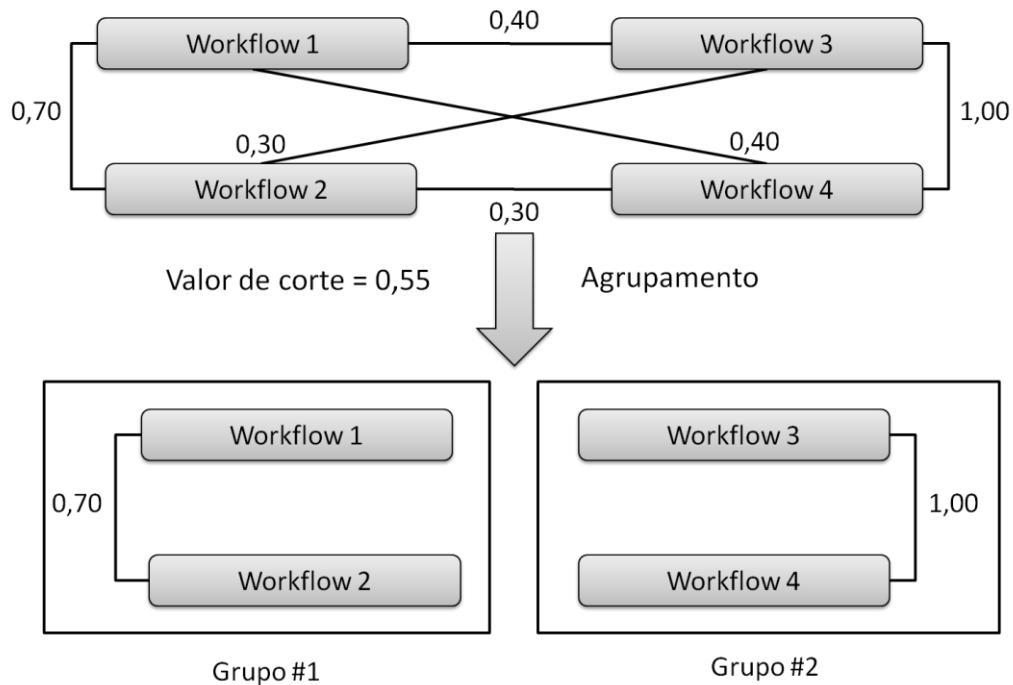 0,40
Workflow 1
Workflow 3
0,70
1,00
0,30
0,40
Workflow 2
Workflow 4
0,30
Valor de corte = 0,55
Agrupamento
Workflow 1
Workflow 3
0,70
1,00
Workflow 2
Workflow 4
Grupo #1
Grupo #2